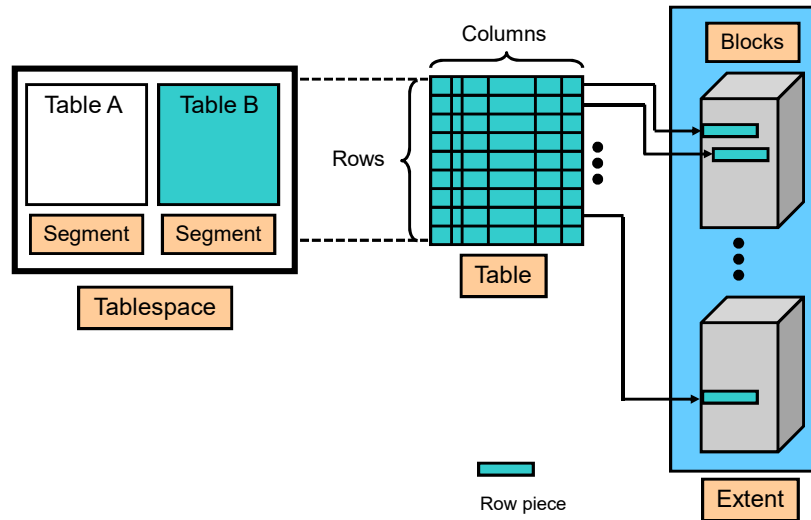 Columns
Blocks
Table A
Table B
Rows
Segment
Segment
Table
Tablespace
Row piece
Extent